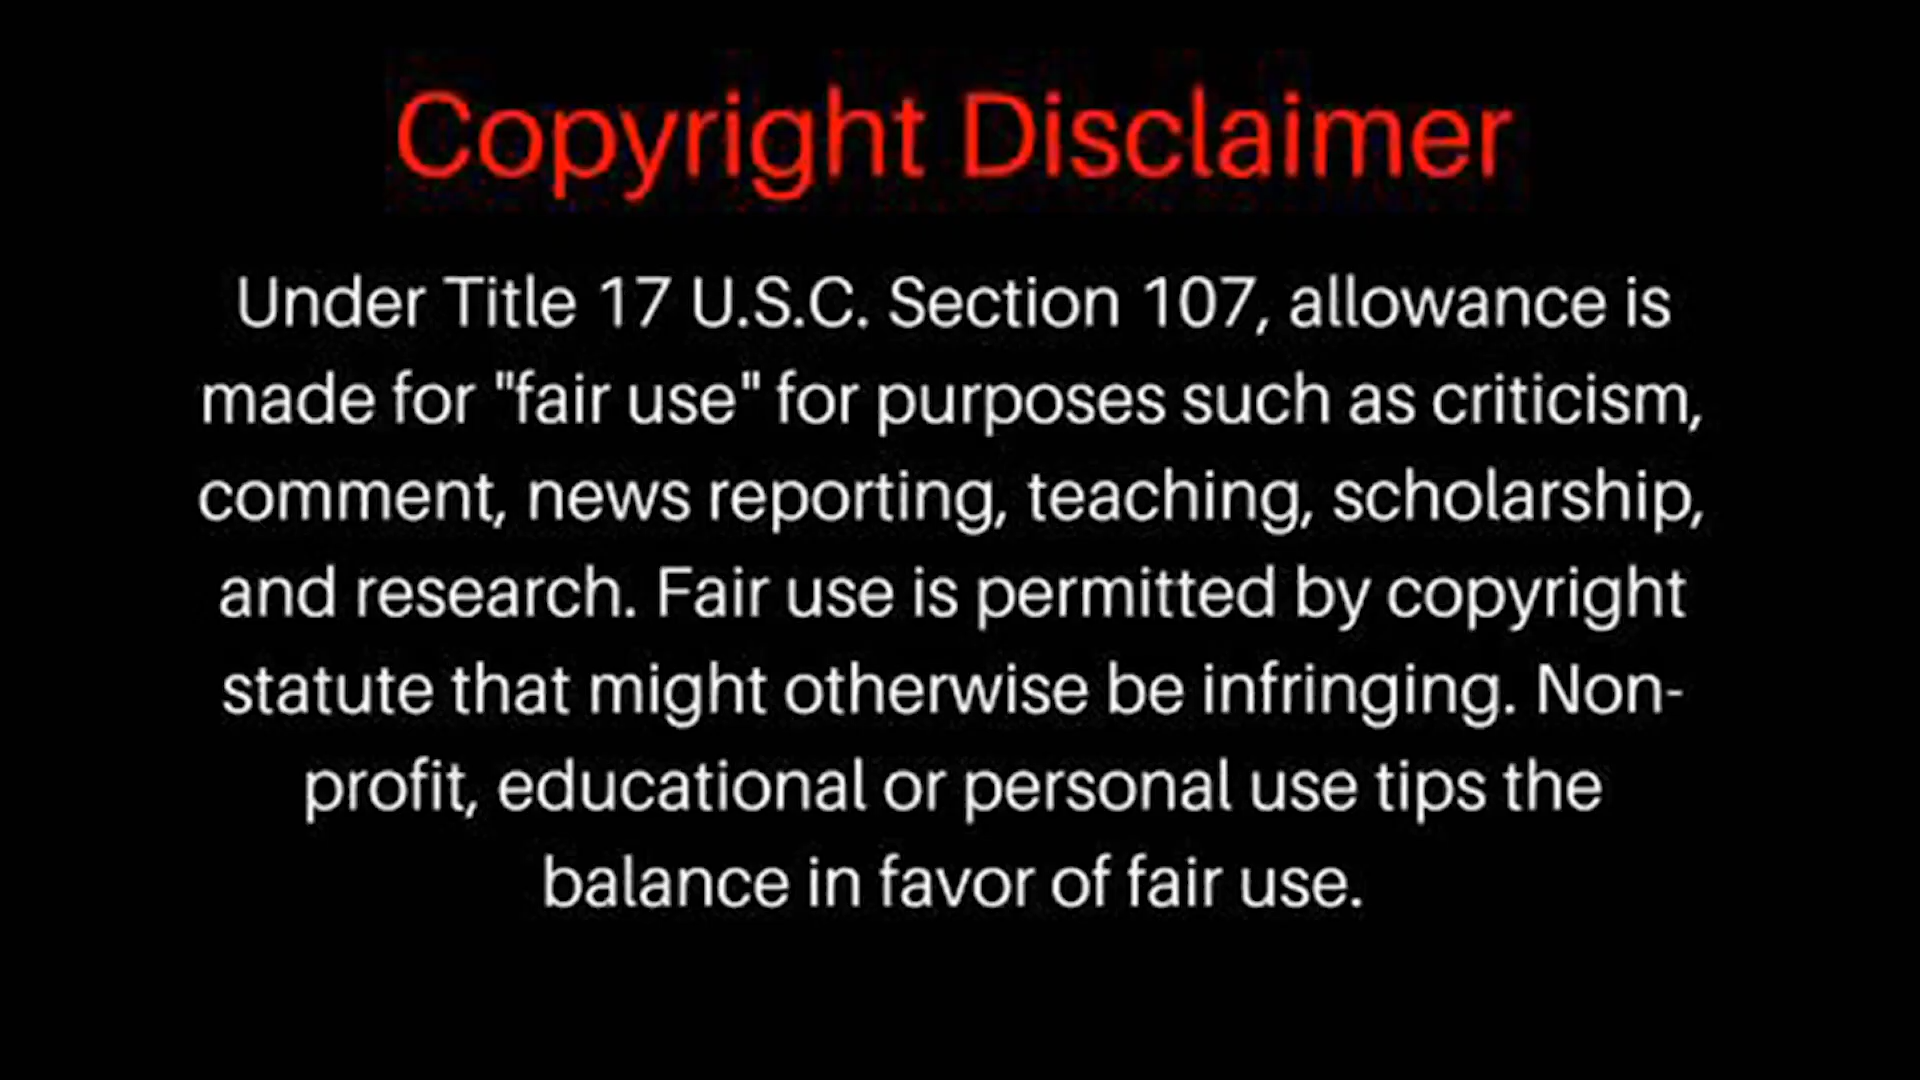 Copyright Disclaimer
Under Title 17 U.S.C. Section 107, allowance is
made for "fair use" for purposes such as criticism,
comment, news reporting, teaching, scholarship,
and research. Fair use is permitted by copyright
statute that might otherwise be infringing. Non-
profit, educational or personal use tips the
balance in favor of fair use.